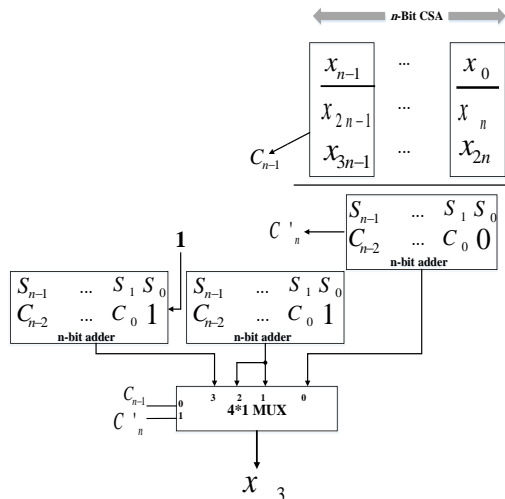 n-Bit CSA
x_{n-1} ... x_0
x_{2n-1} ... x_n
x_{3n-1} ... x_{2n}
C_{n-1}
S_{n-1} ... S_1 S_0
C_{n-2} ... C_0 0
n-bit adder
C'_n
1
S_{n-1} ... S_1 S_0
C_{n-2} ... C_0 1
n-bit adder
S_{n-1} ... S_1 S_0
C_{n-2} ... C_0 1
n-bit adder
3 2 1 0
C_{n-1} 0
C'_n 1
4*1 MUX
x_3